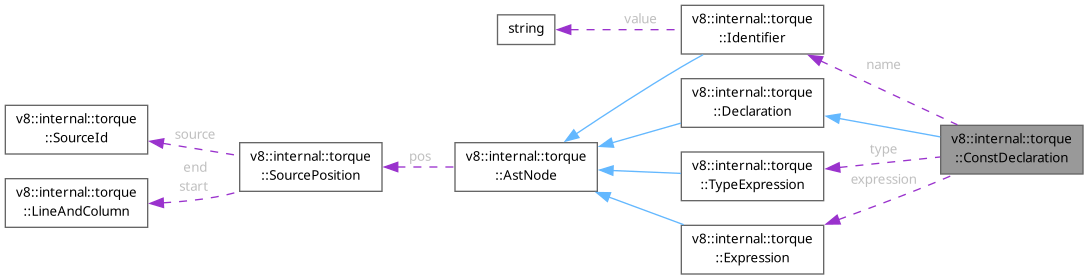 string
value
v8::internal::torque
::Identifier
name
v8::internal::torque
::Declaration
v8::internal::torque
::SourceId
source
end
start
v8::internal::torque
::LineAndColumn
v8::internal::torque
::SourcePosition
pos
v8::internal::torque
::AstNode
v8::internal::torque
::TypeExpression
type
expression
v8::internal::torque
::ConstDeclaration
v8::internal::torque
::Expression